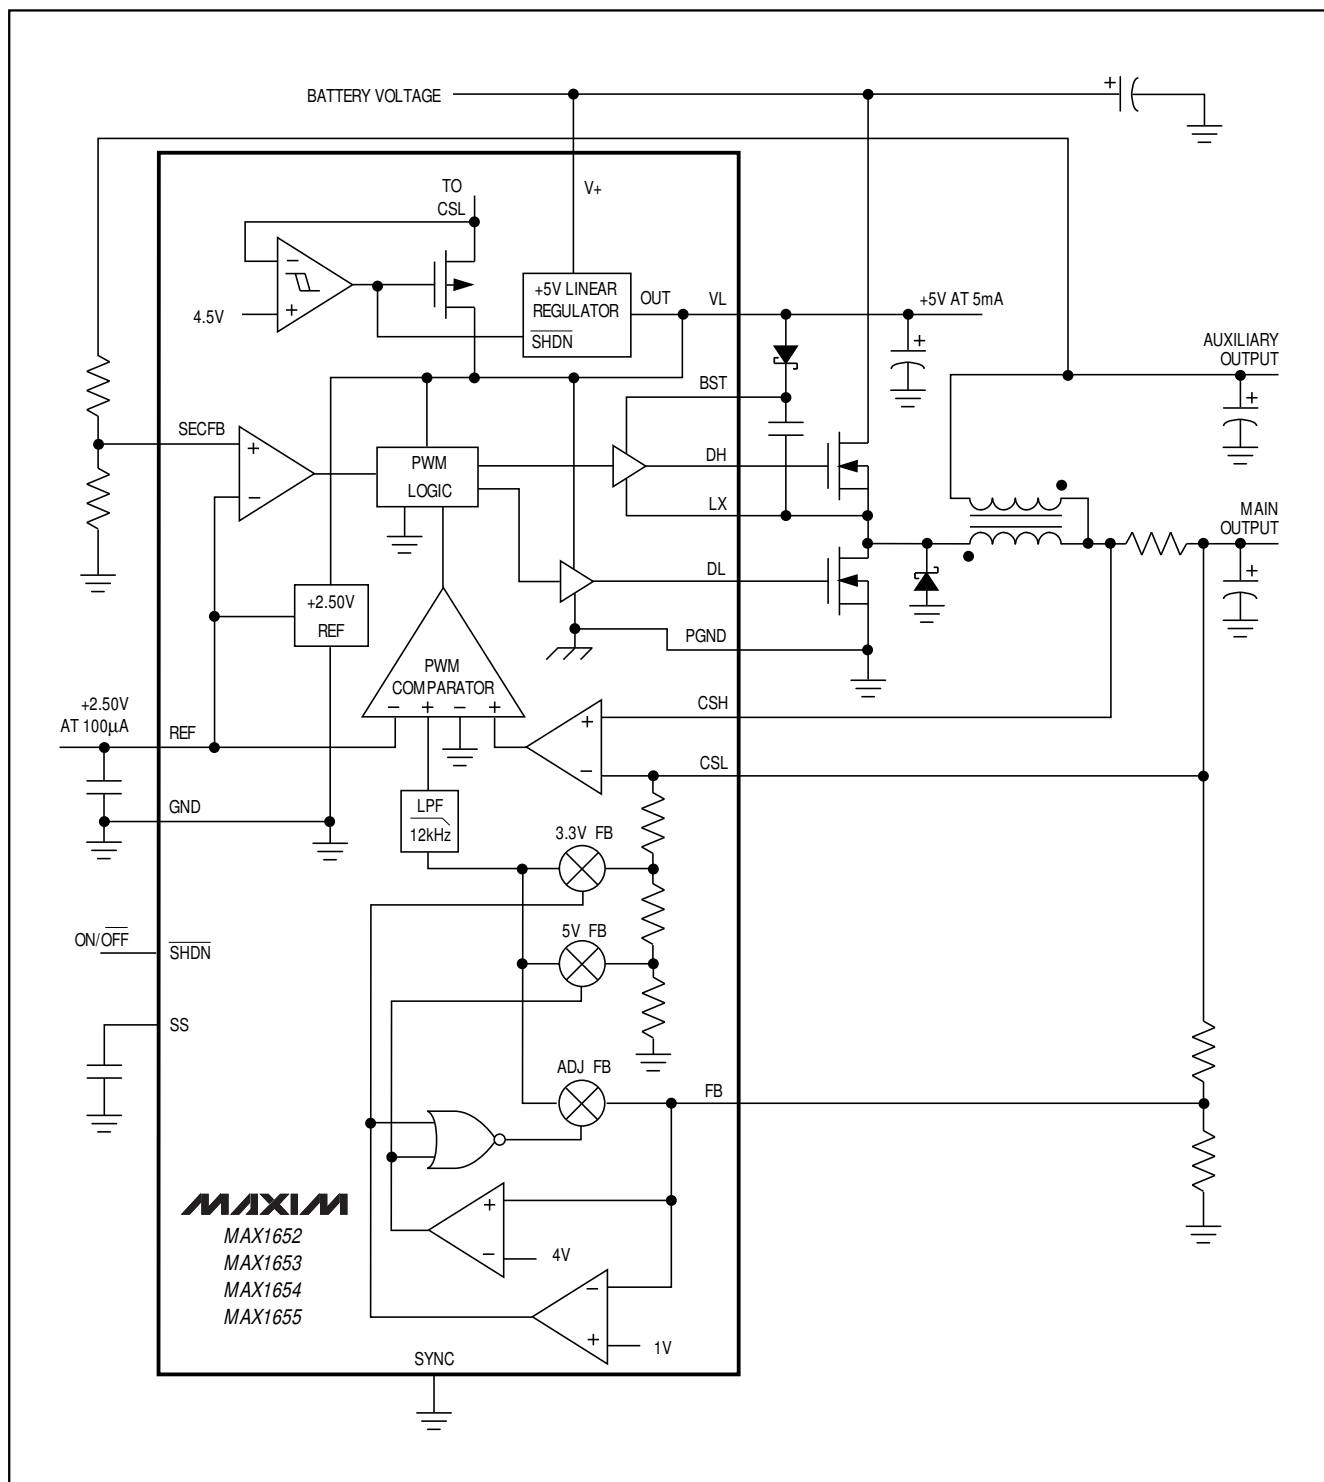 BATTERY VOLTAGE
+
TO
CSL
V+
−
+
4.5V
+5V LINEAR
REGULATOR
SHDN
OUT
VL
+5V AT 5mA
+
AUXILIARY
OUTPUT
+
BST
SECFB
+
−
PWM
LOGIC
DH
LX
MAIN
OUTPUT
+
DL
+2.50V
REF
PGND
PWM
COMPARATOR
− + − +
+2.50V
AT 100µA
REF
CSH
+
−
CSL
GND
LPF
12kHz
3.3V FB
ON/OFF
SHDN
5V FB
SS
ADJ FB
FB
MAXIM
MAX1652
MAX1653
MAX1654
MAX1655
+
−
4V
−
+
1V
SYNC